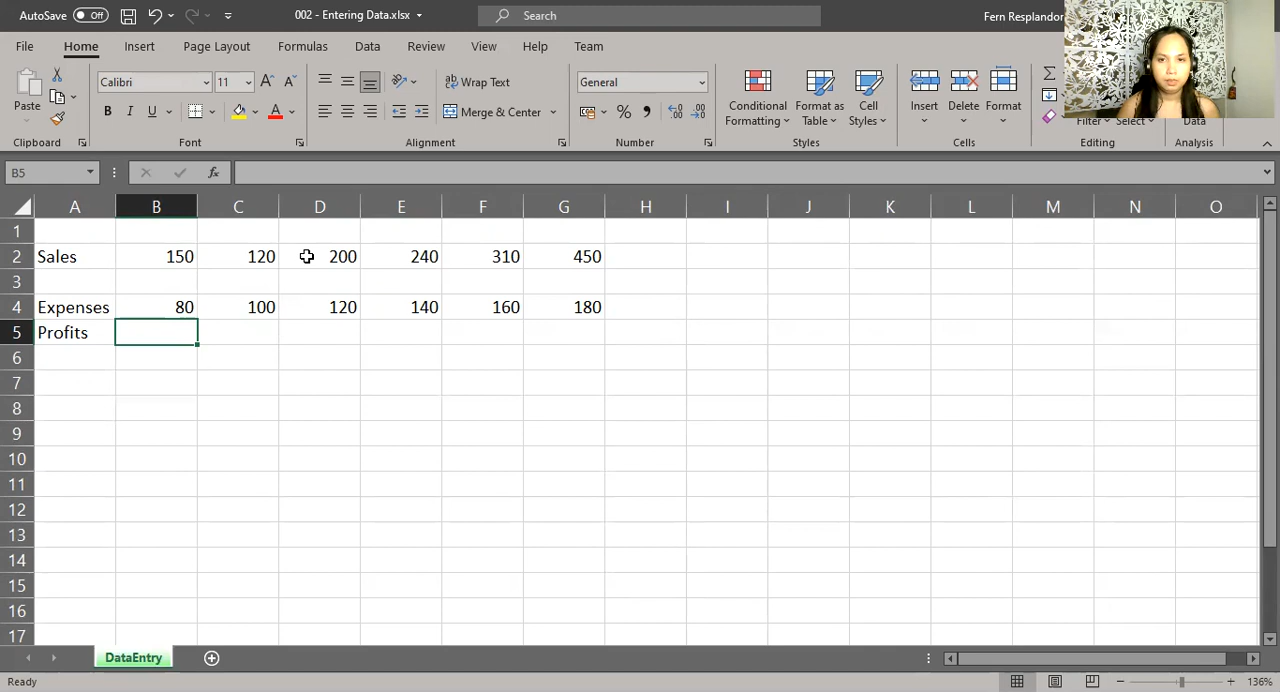 AutoSave Off 002 - Entering Data.xlsx Search Fern Resplandor
File Home Insert Page Layout Formulas Data Review View Help Team
Paste Calibri 11 A A B I U A ab Wrap Text Merge & Center General % , Conditional Formatting Format as Table Cell Styles Insert Delete Format Σ Filter Select Data
Clipboard Font Alignment Number Styles Cells Editing Analysis
B5 fx
A B C D E F G H I J K L M N O
1
2 Sales 150 120 200 240 310 450
3
4 Expenses 80 100 120 140 160 180
5 Profits
6
7
8
9
10
11
12
13
14
15
16
17
DataEntry
Ready 136%